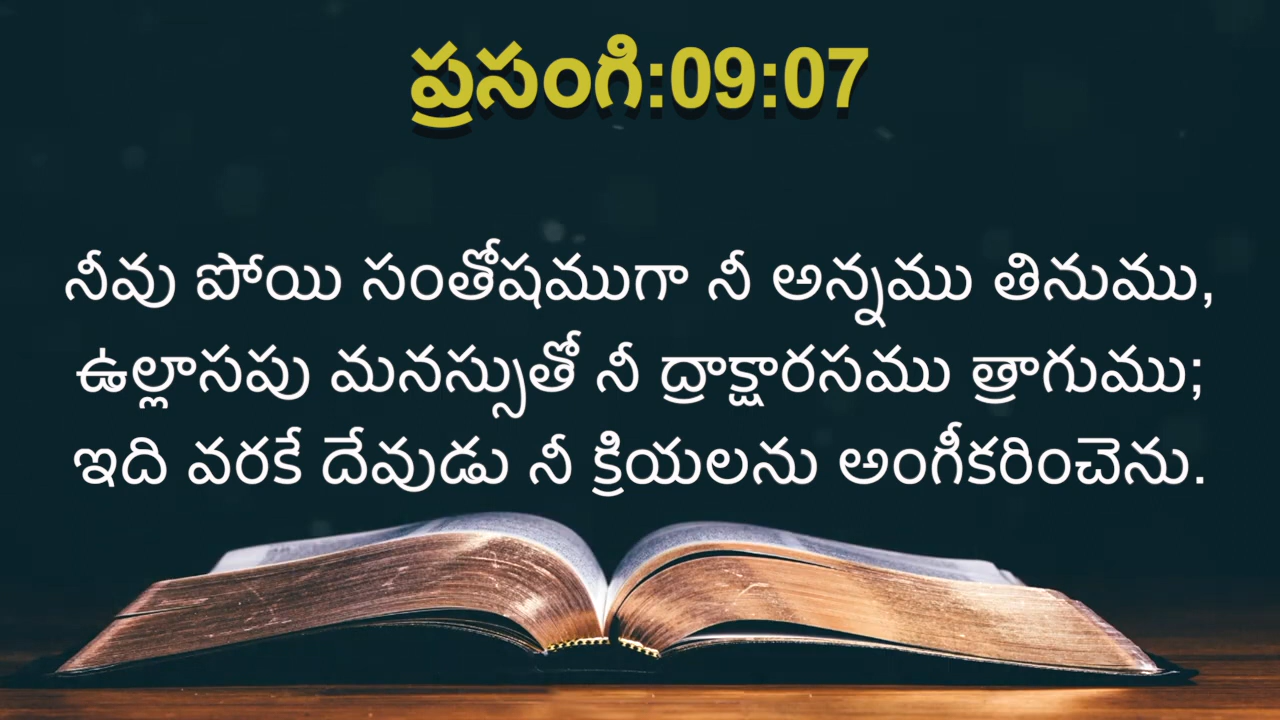 ప్రసంగి:09:07
నీవు పోయి సంతోషముగా నీ అన్నము తినుము,
ఉల్లాసపు మనస్సుతో నీ ద్రాక్షారసము త్రాగుము;
ఇది వరకే దేవుడు నీ క్రియలను అంగీకరించెను.